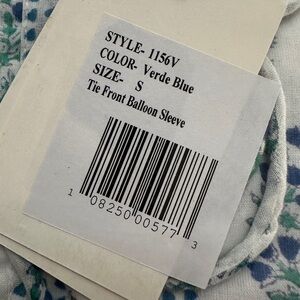 STYLE- 1156V
COLOR- Verde Blue
SIZE- S
Tie Front Balloon Sleeve
1 08250 00577 3